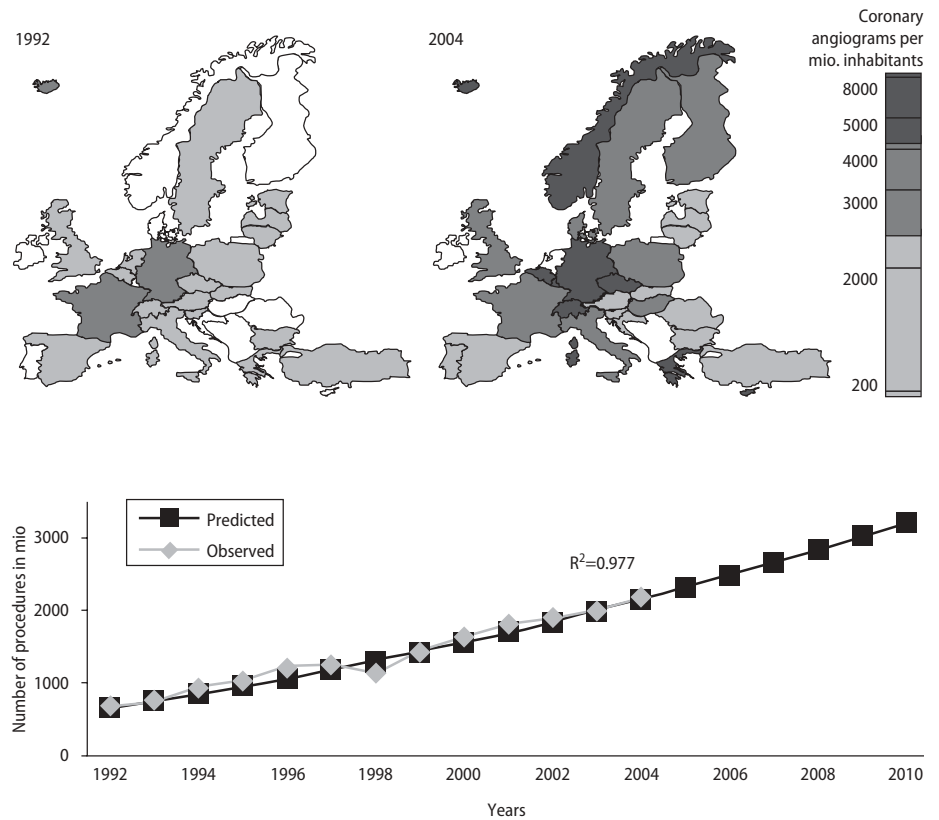 1992
2004
Coronary
angiograms per
mio. inhabitants
8000
5000
4000
3000
2000
200
Number of procedures in mio
3000
2000
1000
0
Predicted
Observed
R²=0.977
1992 1994 1996 1998 2000 2002 2004 2006 2008 2010
Years